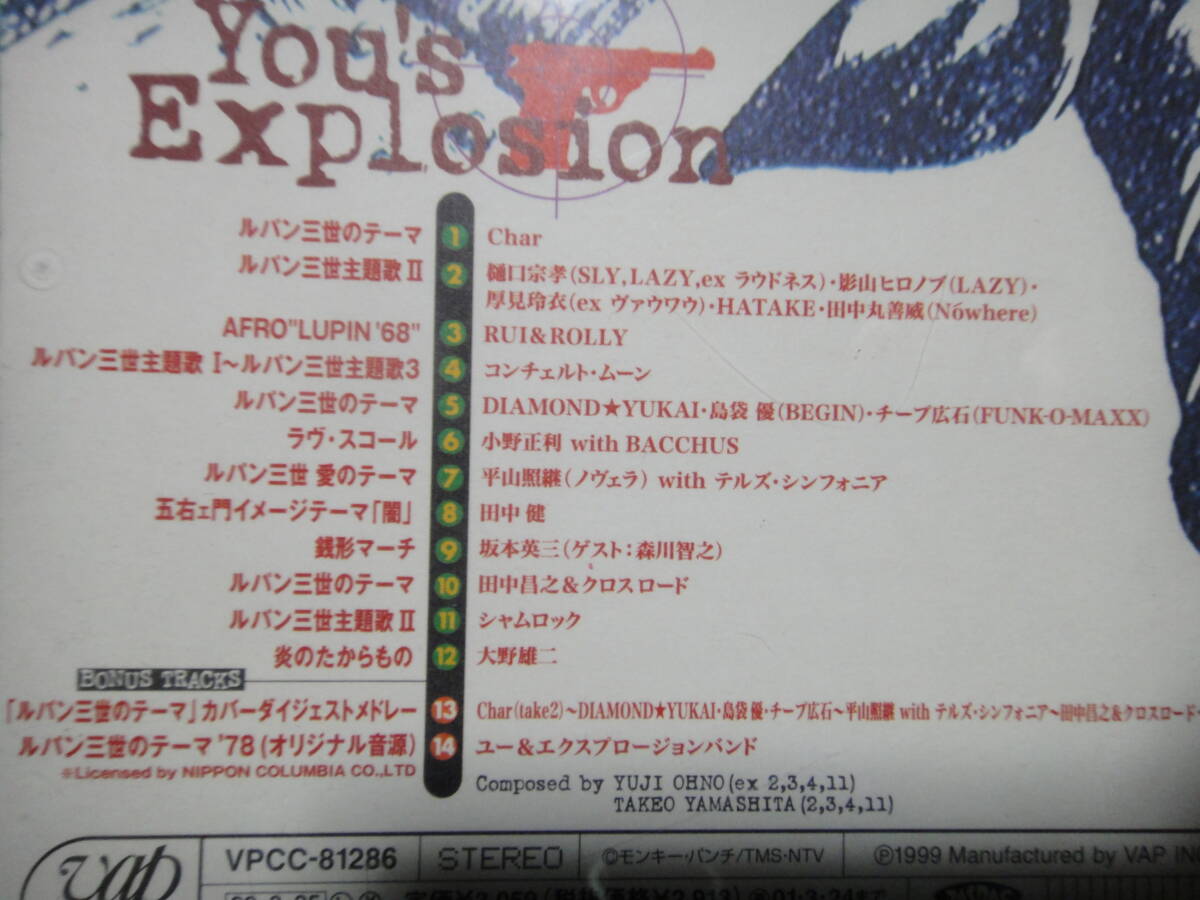 You's
Explosion
ルパン三世のテーマ 1 Char
ルパン三世主題歌II 2 樋口宗孝(SLY,LAZY,ex ラウドネス)・影山ヒロノブ(LAZY)・
厚見玲衣(ex ヴァウワウ)・HATAKE・田中丸善威(Nówhere)
AFRO"LUPIN '68" 3 RUI&ROLLY
ルパン三世主題歌 I〜ルパン三世主題歌3 4 コンチェルト・ムーン
ルパン三世のテーマ 5 DIAMOND★YUKAI・島袋 優(BEGIN)・チープ広石(FUNK-O-MAXX)
ラヴ・スコール 6 小野正利 with BACCHUS
ルパン三世 愛のテーマ 7 平山照継(ノヴェラ) with テルズ・シンフォニア
五右ェ門イメージテーマ「闇」 8 田中 健
銭形マーチ 9 坂本英三(ゲスト:森川智之)
ルパン三世のテーマ 10 田中昌之&クロスロード
ルパン三世主題歌II 11 シャムロック
炎のたからもの 12 大野雄二
BONUS TRACKS
「ルパン三世のテーマ」カバーダイジェストメドレー 13 Char(take2)〜DIAMOND★YUKAI・島袋 優・チープ広石〜平山照継 with テルズ・シンフォニア〜田中昌之&クロスロード
ルパン三世のテーマ '78(オリジナル音源) 14 ユー&エクスプロージョンバンド
※Licensed by NIPPON COLUMBIA CO.,LTD
Composed by YUJI OHNO(ex 2,3,4,11)
TAKEO YAMASHITA(2,3,4,11)
vap VPCC-81286 STEREO ©モンキー・パンチ/TMS・NTV ℗1999 Manufactured by VAP INC